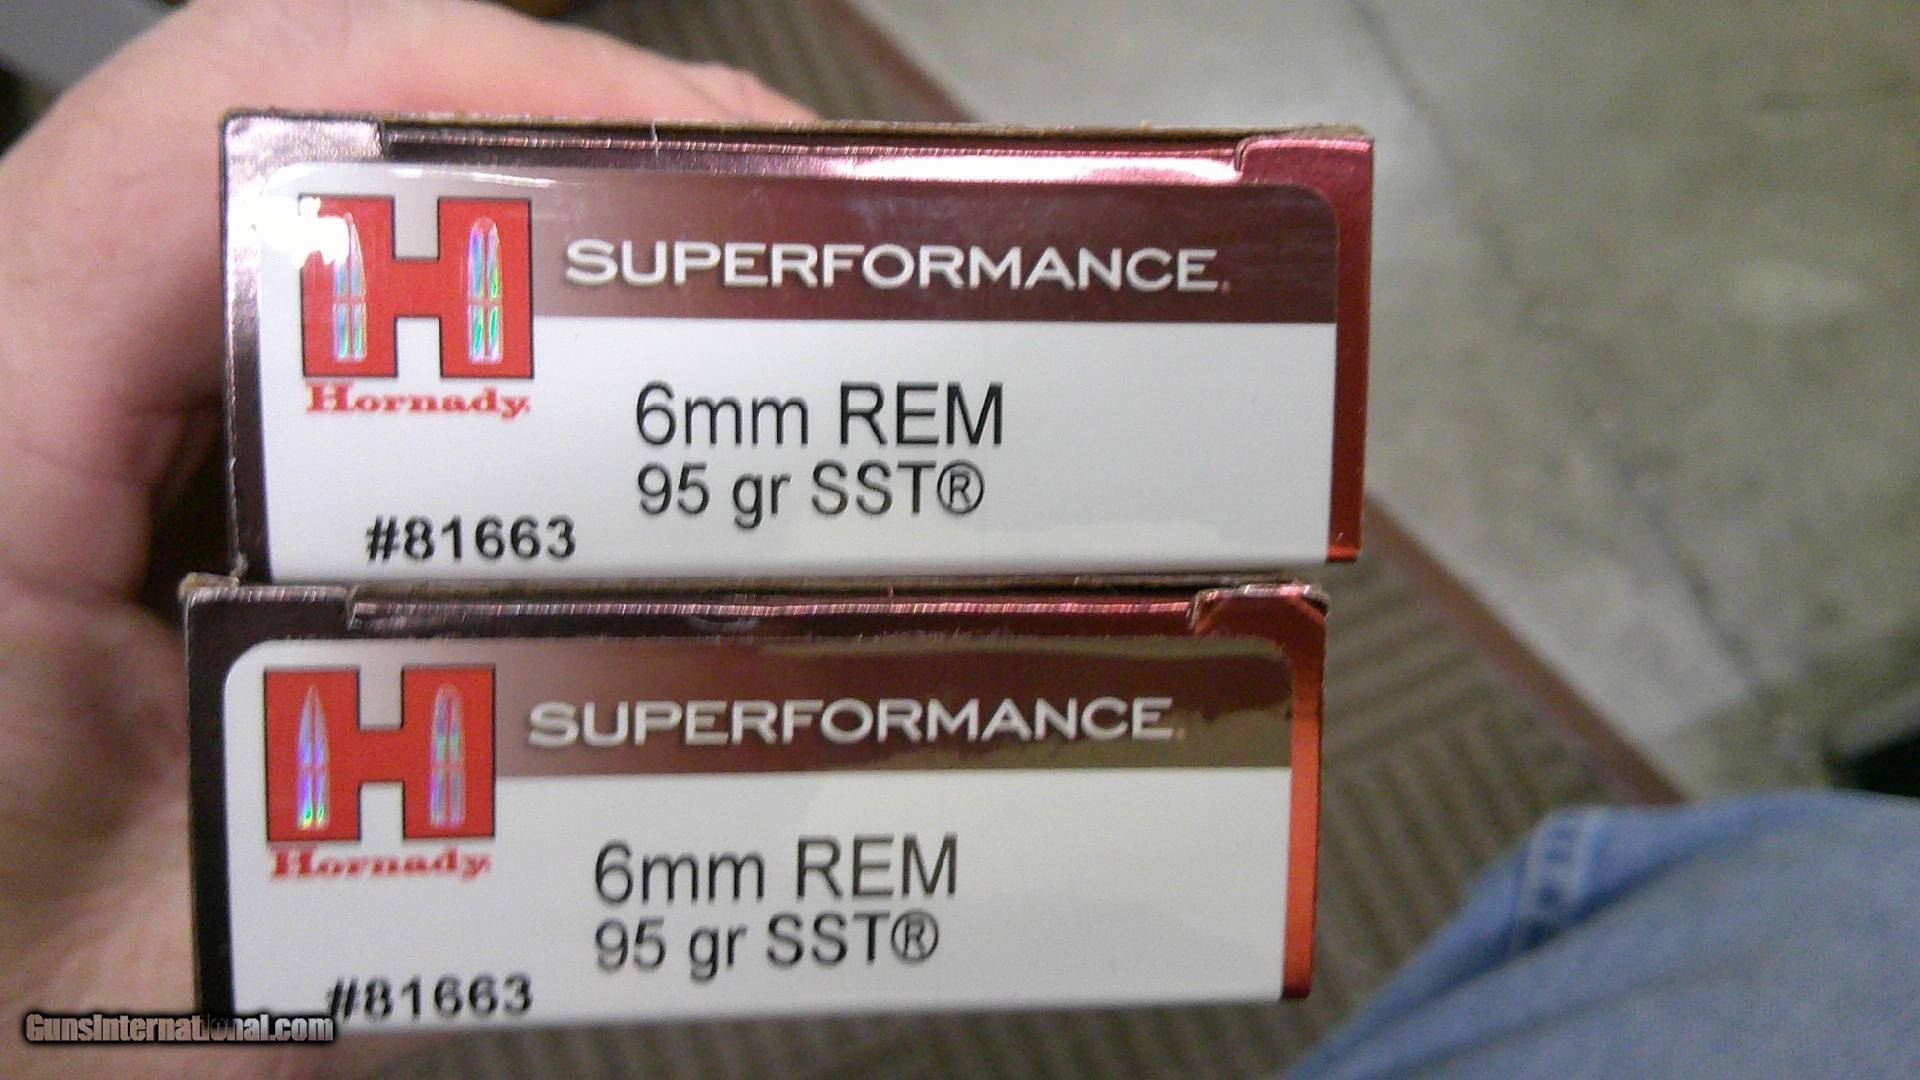 SUPERFORMANCE
Hornady
6mm REM
95 gr SST®
#81663
SUPERFORMANCE
Hornady
6mm REM
95 gr SST®
#81663
GunsInternational.com